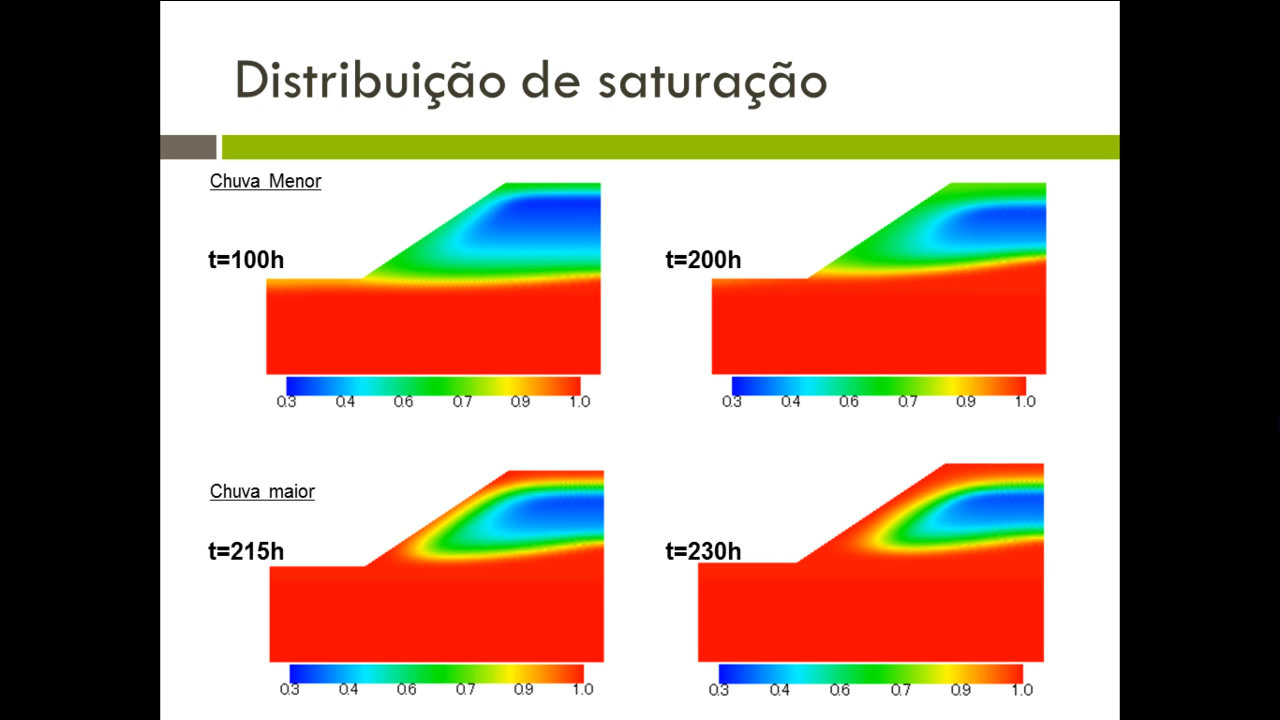 Distribuição de saturação
Chuva Menor
t=100h
t=200h
0.3 0.4 0.6 0.7 0.9 1.0
0.3 0.4 0.6 0.7 0.9 1.0
Chuva maior
t=215h
t=230h
0.3 0.4 0.6 0.7 0.9 1.0
0.3 0.4 0.6 0.7 0.9 1.0